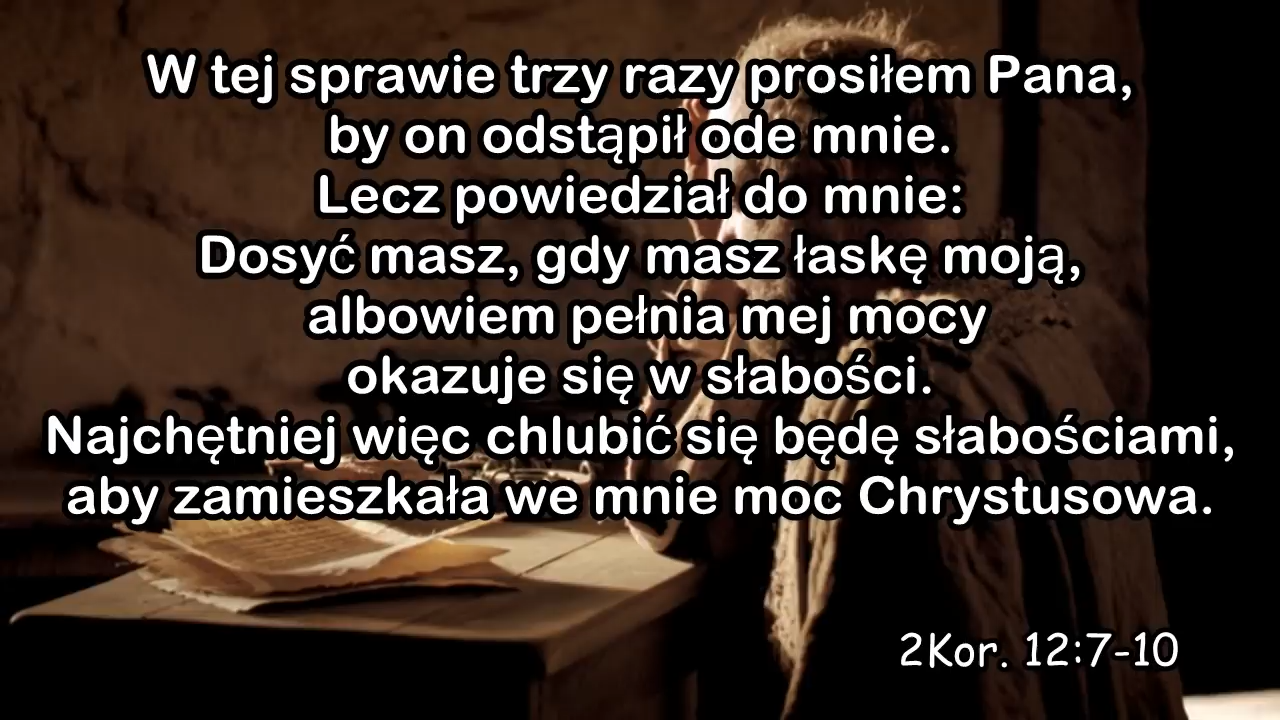 W tej sprawie trzy razy prosiłem Pana,
by on odstąpił ode mnie.
Lecz powiedział do mnie:
Dosyć masz, gdy masz łaskę moją,
albowiem pełnia mej mocy
okazuje się w słabości.
Najchętniej więc chlubić się będę słabościami,
aby zamieszkała we mnie moc Chrystusowa.
2Kor. 12:7-10